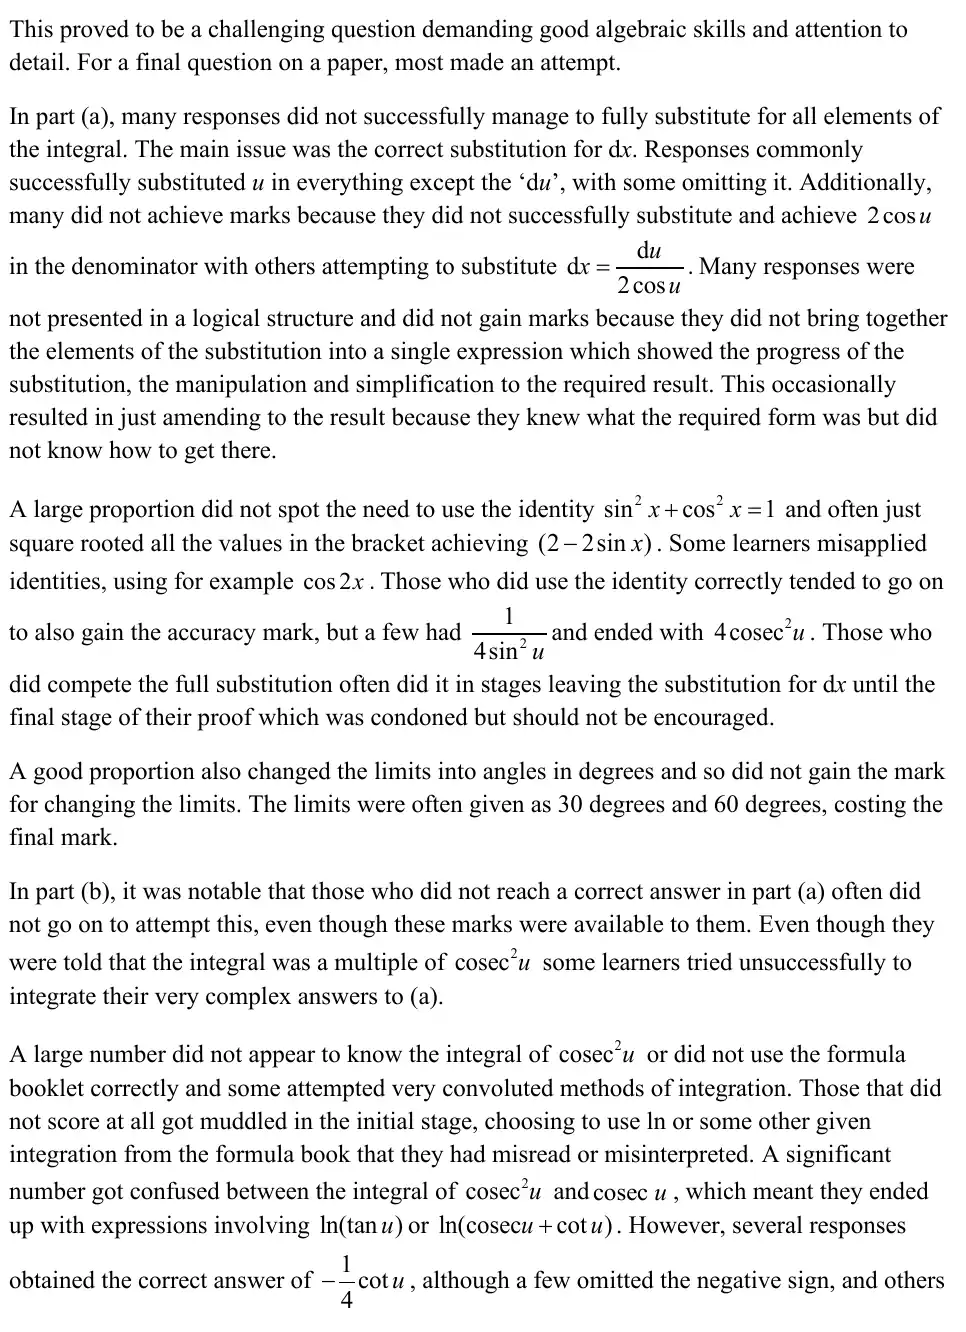 This proved to be a challenging question demanding good algebraic skills and attention to
detail. For a final question on a paper, most made an attempt.
In part (a), many responses did not successfully manage to fully substitute for all elements of
the integral. The main issue was the correct substitution for dx. Responses commonly
successfully substituted u in everything except the ‘du’, with some omitting it. Additionally,
many did not achieve marks because they did not successfully substitute and achieve 2cosu
in the denominator with others attempting to substitute dx = du/(2cosu). Many responses were
not presented in a logical structure and did not gain marks because they did not bring together
the elements of the substitution into a single expression which showed the progress of the
substitution, the manipulation and simplification to the required result. This occasionally
resulted in just amending to the result because they knew what the required form was but did
not know how to get there.
A large proportion did not spot the need to use the identity sin² x + cos² x = 1 and often just
square rooted all the values in the bracket achieving (2 − 2sin x). Some learners misapplied
identities, using for example cos2x. Those who did use the identity correctly tended to go on
to also gain the accuracy mark, but a few had 1/(4sin² u) and ended with 4cosec²u. Those who
did compete the full substitution often did it in stages leaving the substitution for dx until the
final stage of their proof which was condoned but should not be encouraged.
A good proportion also changed the limits into angles in degrees and so did not gain the mark
for changing the limits. The limits were often given as 30 degrees and 60 degrees, costing the
final mark.
In part (b), it was notable that those who did not reach a correct answer in part (a) often did
not go on to attempt this, even though these marks were available to them. Even though they
were told that the integral was a multiple of cosec²u some learners tried unsuccessfully to
integrate their very complex answers to (a).
A large number did not appear to know the integral of cosec²u or did not use the formula
booklet correctly and some attempted very convoluted methods of integration. Those that did
not score at all got muddled in the initial stage, choosing to use ln or some other given
integration from the formula book that they had misread or misinterpreted. A significant
number got confused between the integral of cosec²u and cosec u, which meant they ended
up with expressions involving ln(tanu) or ln(cosecu + cotu). However, several responses
obtained the correct answer of −1/4 cotu, although a few omitted the negative sign, and others